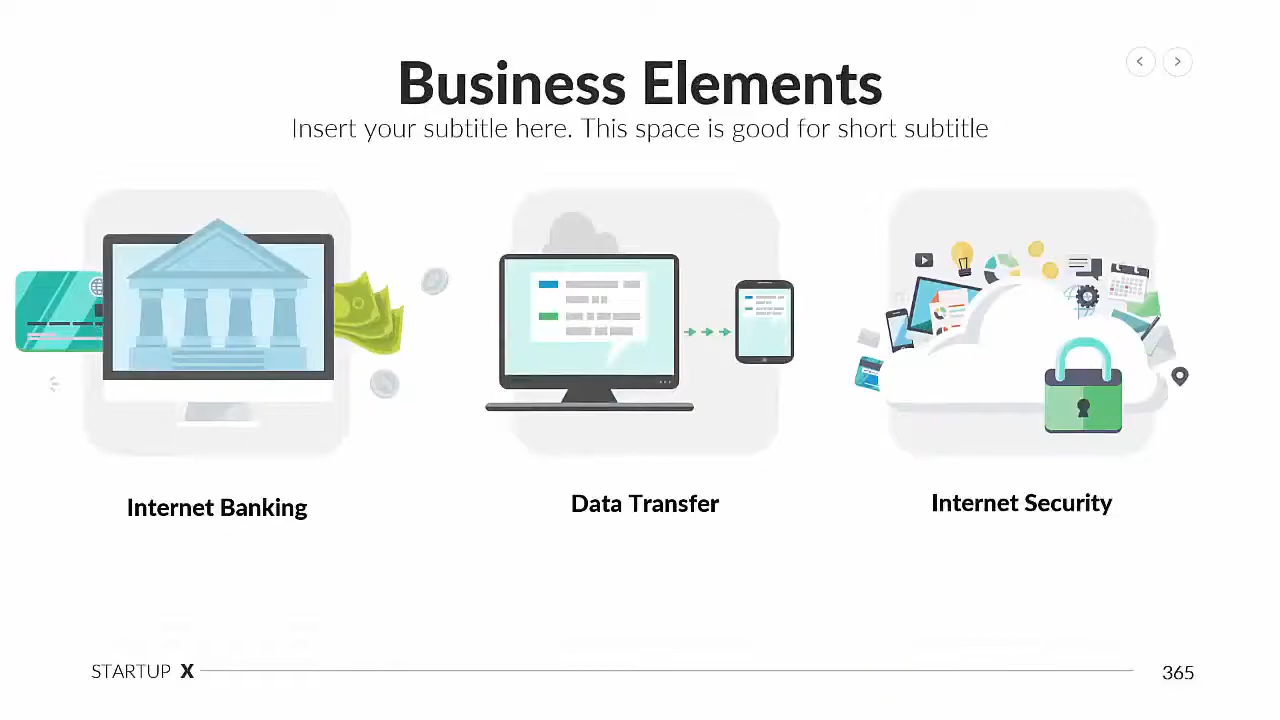 Business Elements
Insert your subtitle here. This space is good for short subtitle
Internet Banking
Data Transfer
Internet Security
STARTUP X
365